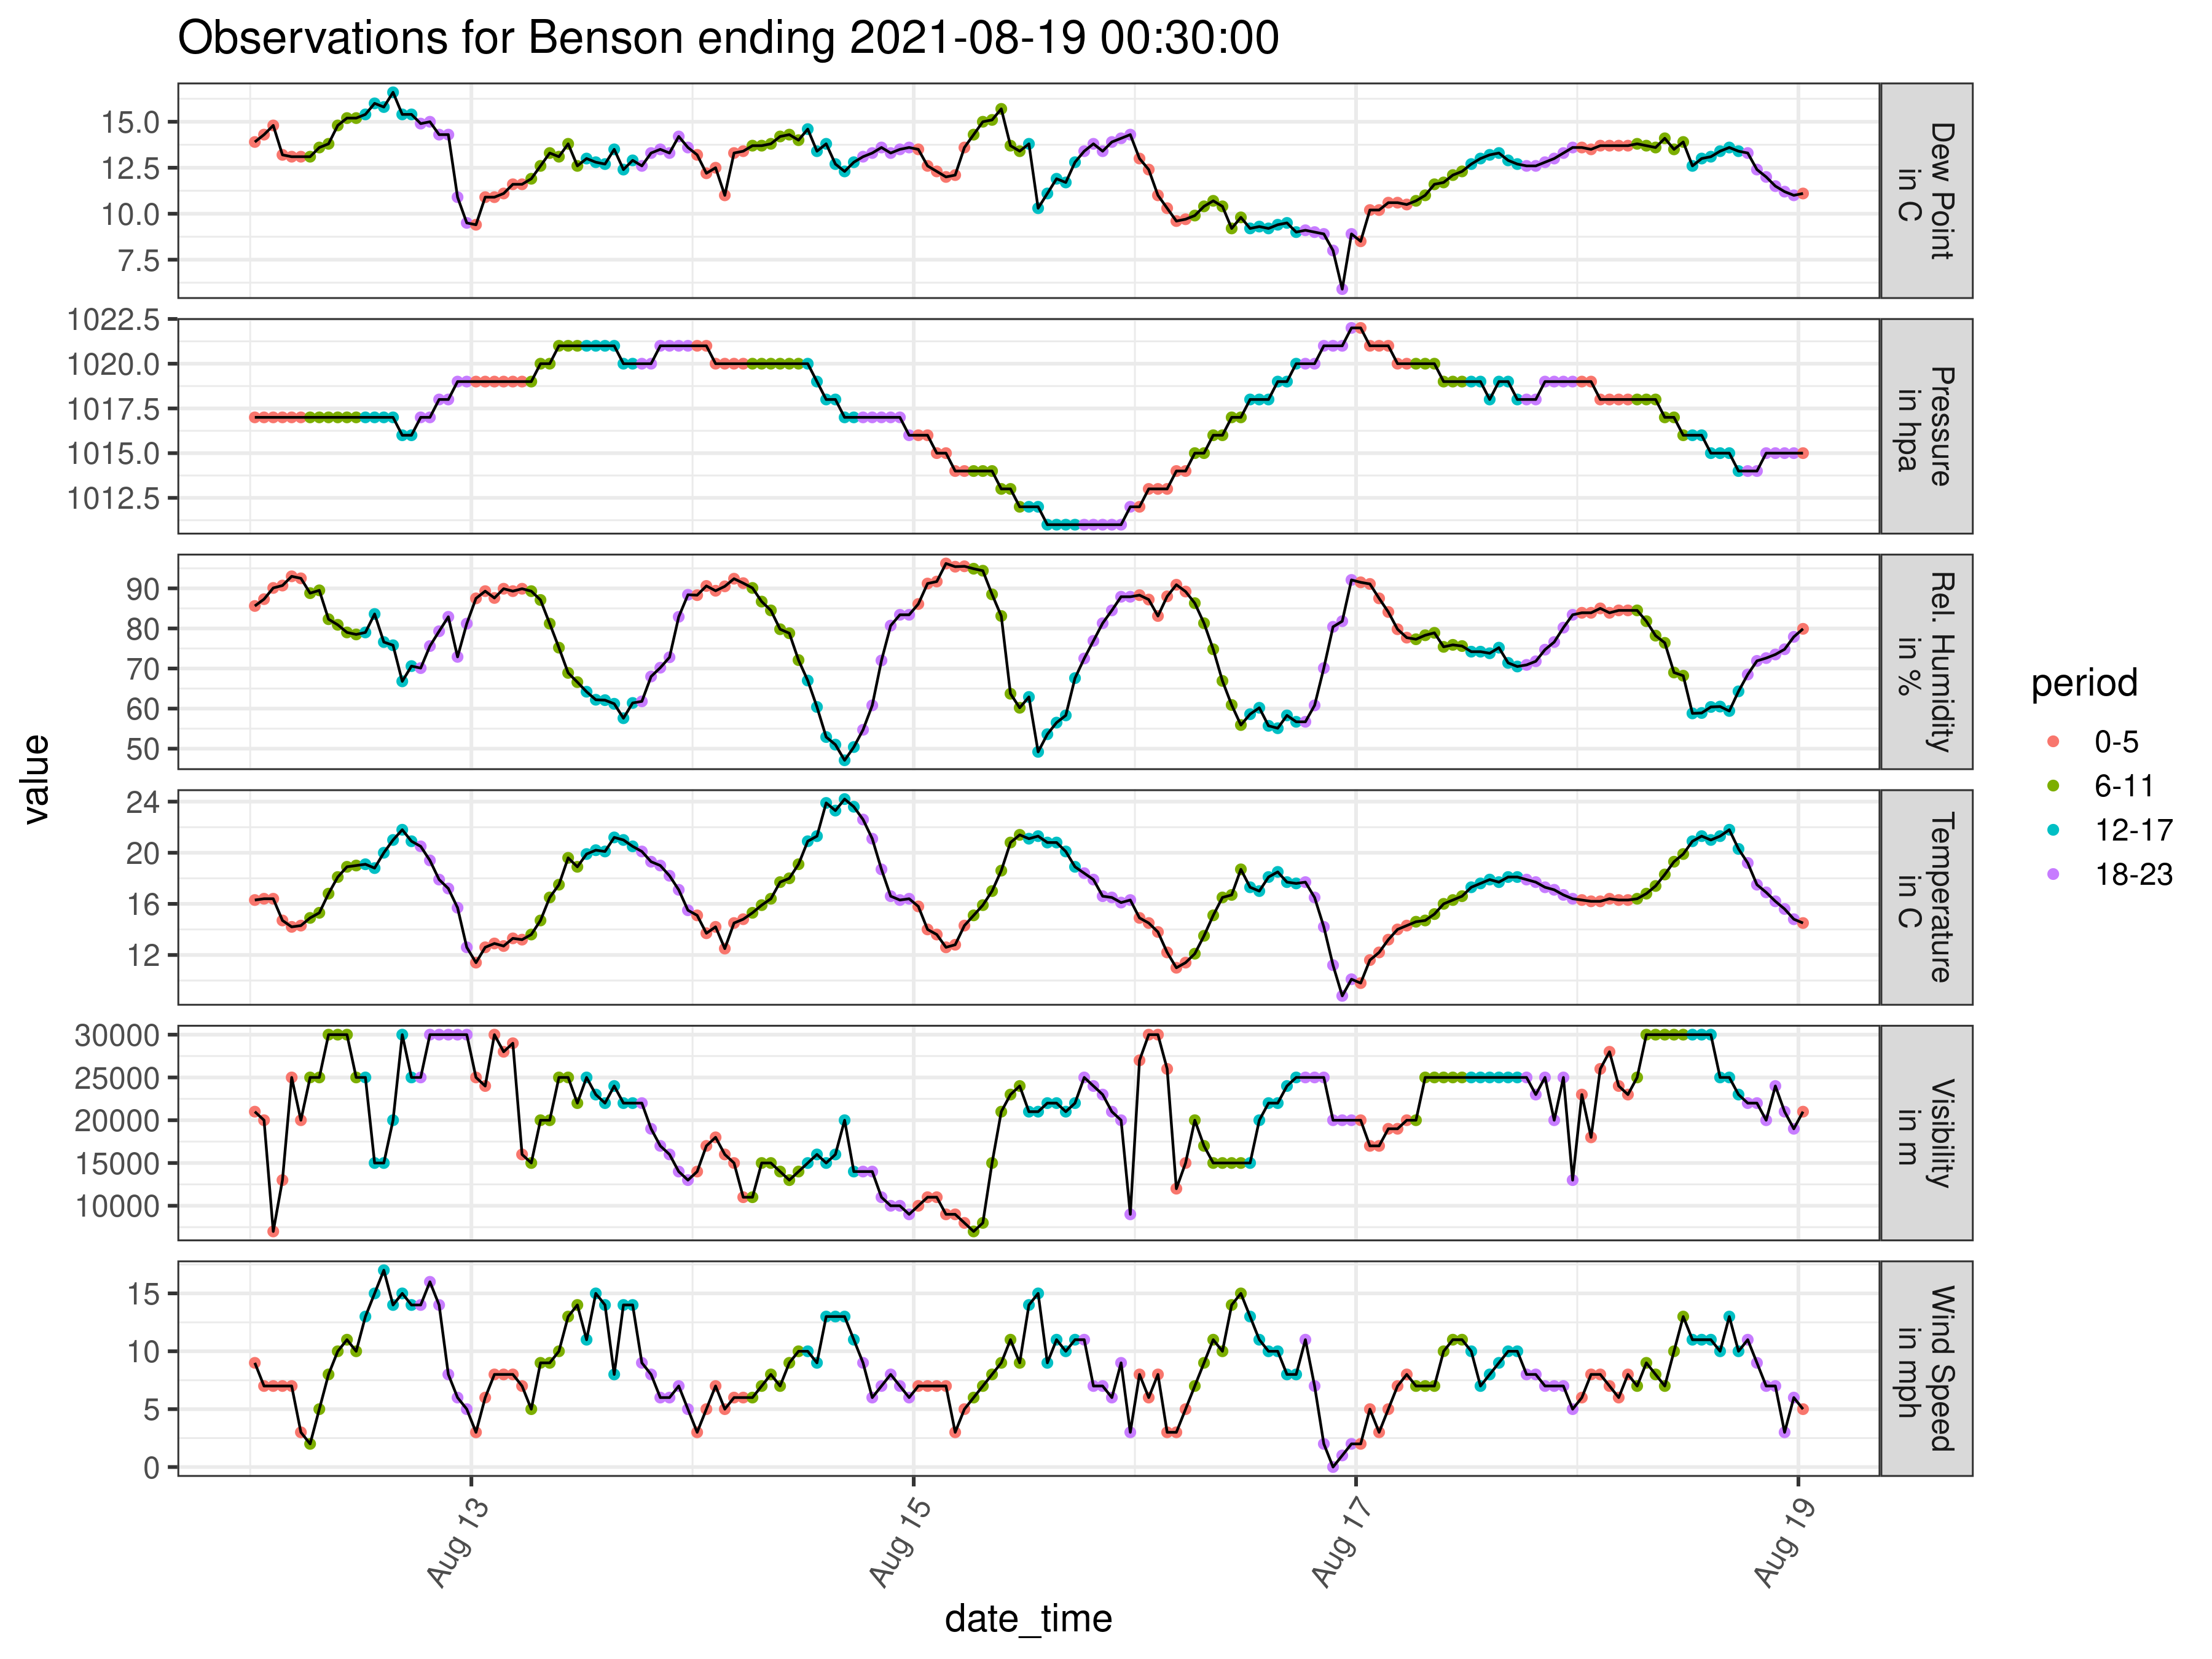 Observations for Benson ending 2021-08-19 00:30:00
value
15.0
12.5
10.0
7.5
Dew Point
in C
1022.5
1020.0
1017.5
1015.0
1012.5
Pressure
in hpa
90
80
70
60
50
Rel. Humidity
in %
24
20
16
12
Temperature
in C
30000
25000
20000
15000
10000
Visibility
in m
15
10
5
0
Wind Speed
in mph
Aug 13
Aug 15
Aug 17
Aug 19
date_time
period
0-5
6-11
12-17
18-23